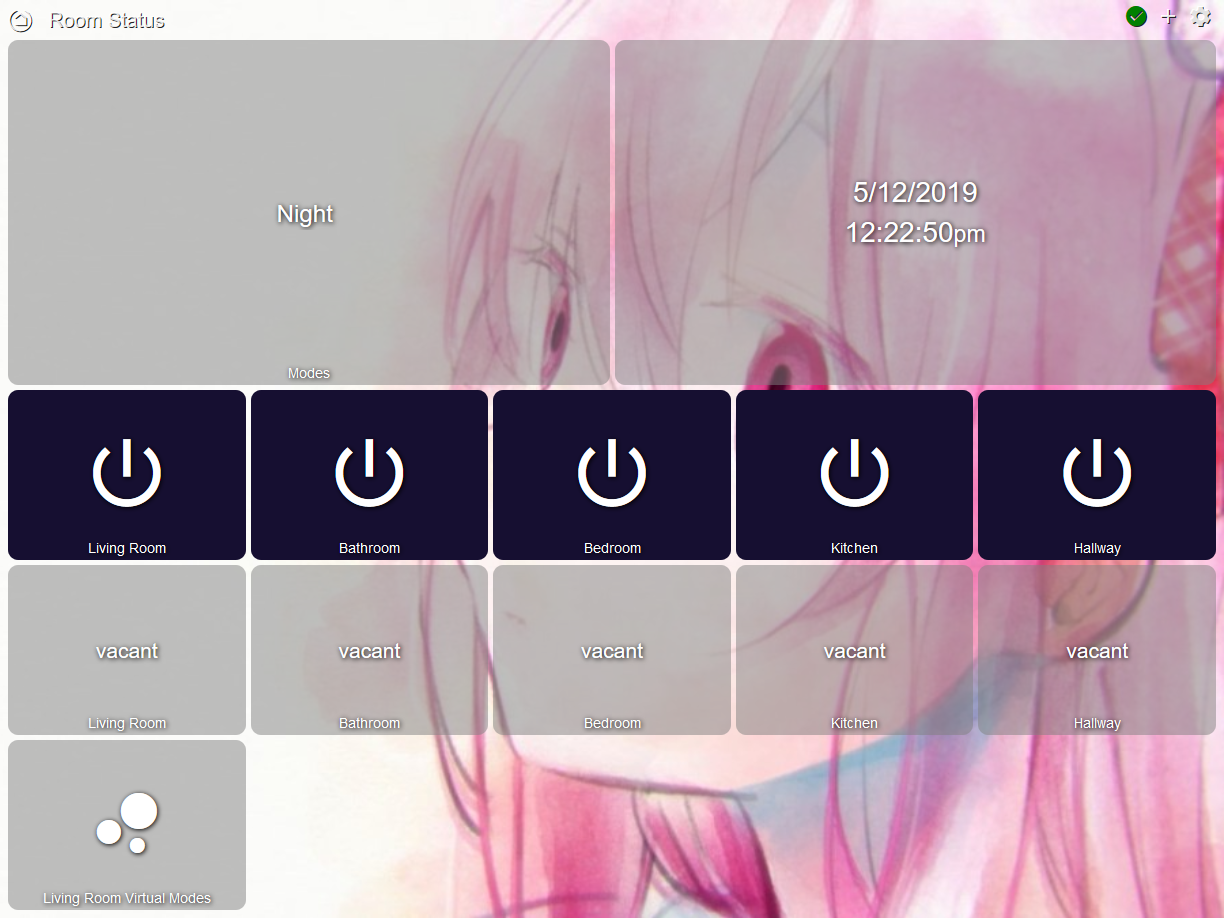 Room Status
Night
Modes
5/12/2019
12:22:50pm
Living Room
Bathroom
Bedroom
Kitchen
Hallway
vacant
Living Room
vacant
Bathroom
vacant
Bedroom
vacant
Kitchen
vacant
Hallway
Living Room Virtual Modes